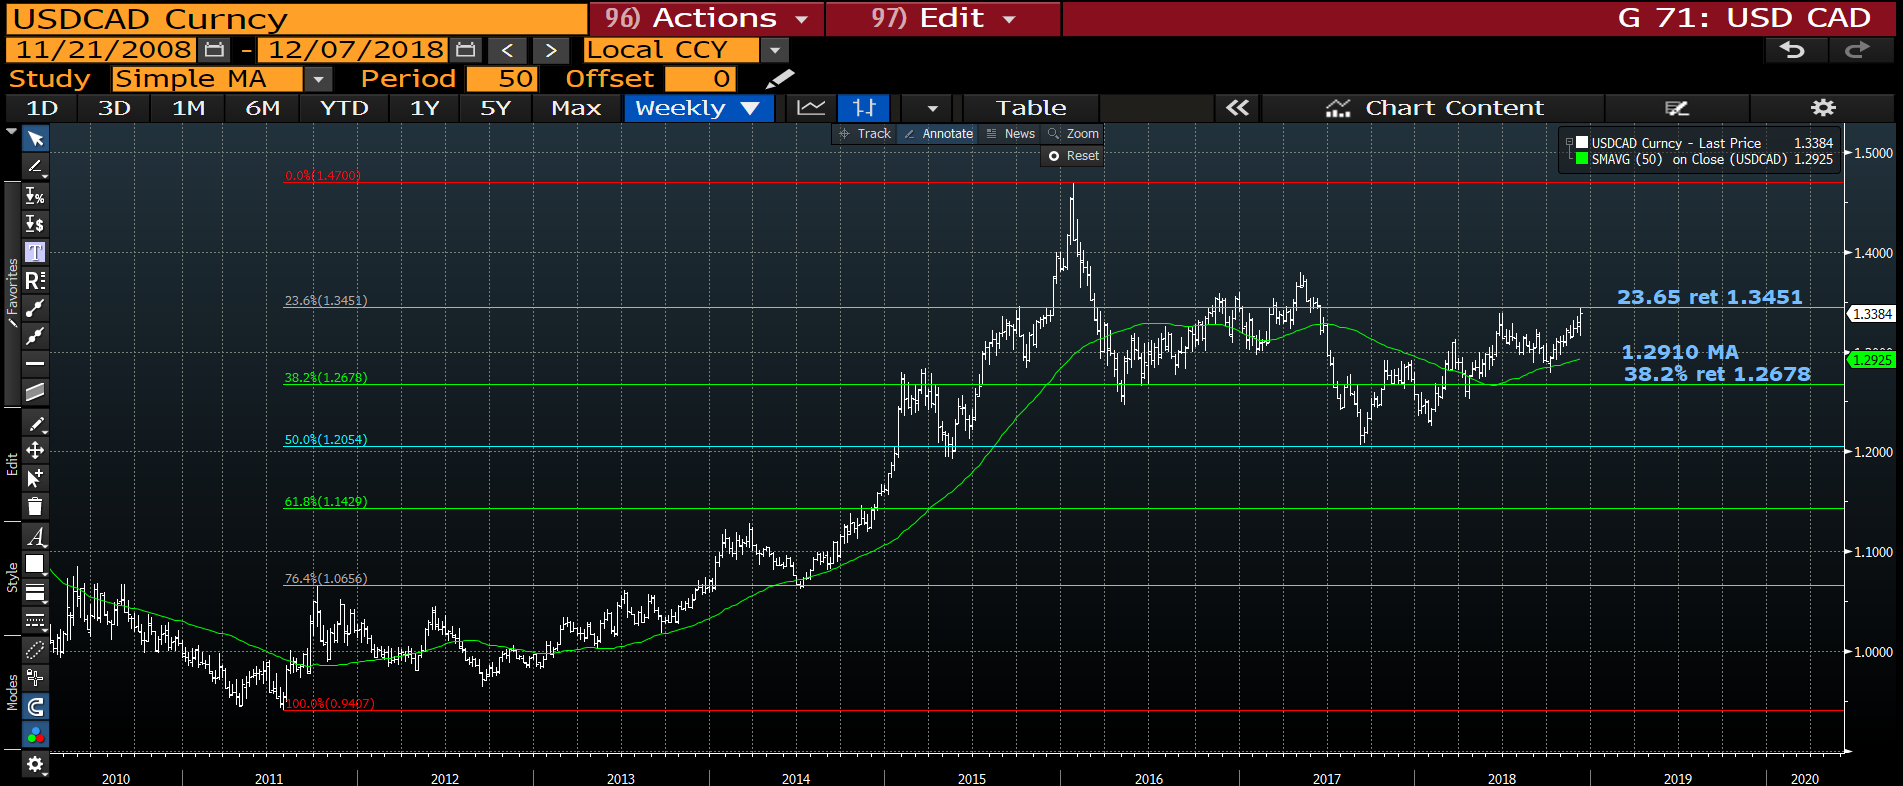 USDCAD Curncy 96) Actions 97) Edit G 71: USD CAD
11/21/2008 - 12/07/2018 < > Local CCY
Study Simple MA Period 50 Offset 0
1D 3D 1M 6M YTD 1Y 5Y Max Weekly Table Chart Content
Track Annotate News Zoom
Reset
USDCAD Curncy - Last Price 1.3384
SMAVG (50) on Close (USDCAD) 1.2925
1.5000
0.0%(1.4700)
1.4000
23.65 ret 1.3451
23.6%(1.3451)
1.3384
1.2910 MA
1.2925
38.2% ret 1.2678
38.2%(1.2678)
50.0%(1.2054)
1.2000
61.8%(1.1429)
1.1000
76.4%(1.0656)
1.0000
100.0%(0.9407)
Favorites
Edit
Style
Modes
%
$
T
R
A
2010 2011 2012 2013 2014 2015 2016 2017 2018 2019 2020